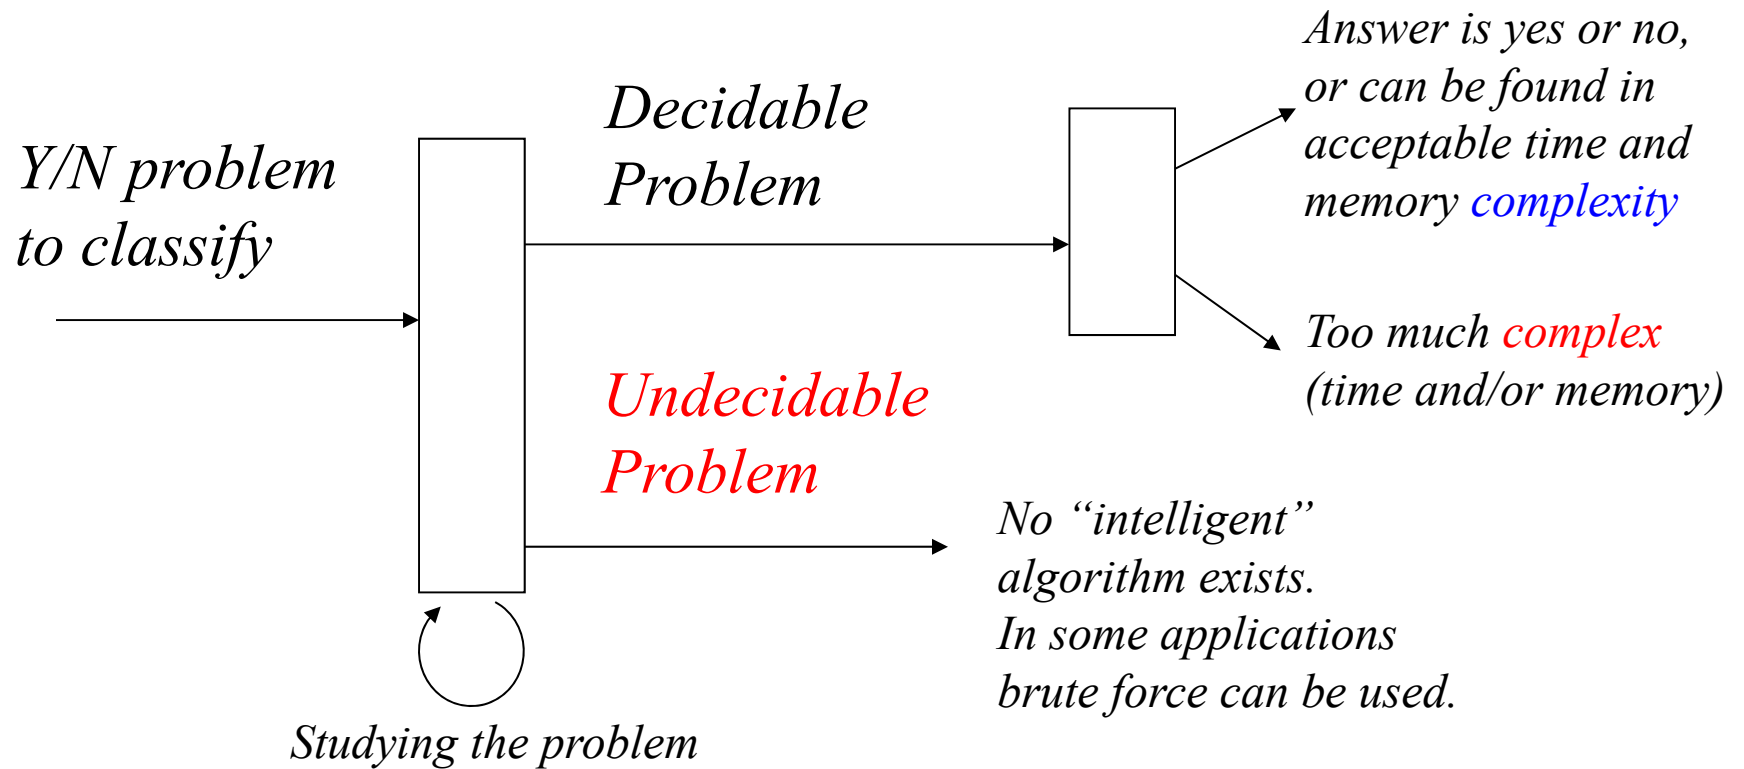 Y/N problem
to classify
Decidable
Problem
Answer is yes or no,
or can be found in
acceptable time and
memory complexity
Too much complex
(time and/or memory)
Undecidable
Problem
No “intelligent”
algorithm exists.
In some applications
brute force can be used.
Studying the problem